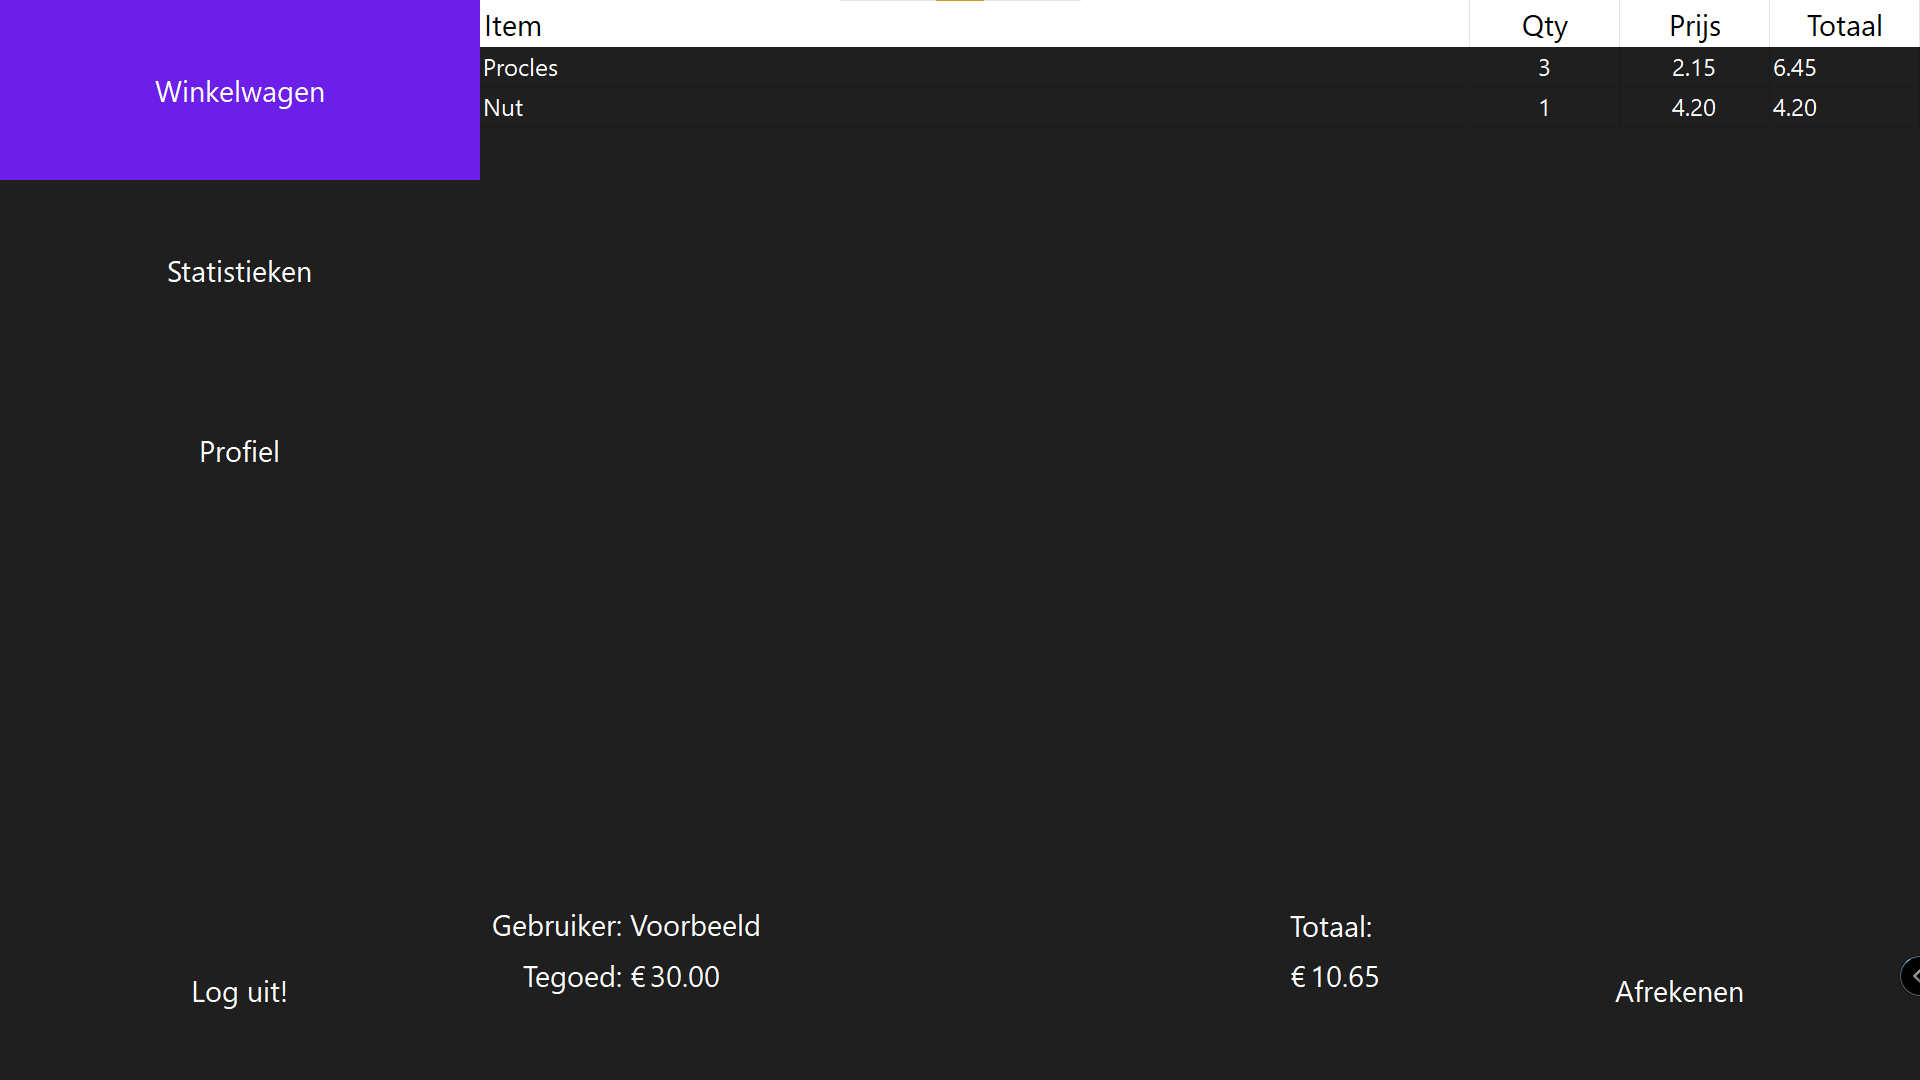 Winkelwagen
Statistieken
Profiel
Log uit!
Item Qty Prijs Totaal
Procles 3 2.15 6.45
Nut 1 4.20 4.20
Gebruiker: Voorbeeld
Tegoed: € 30.00
Totaal:
€ 10.65
Afrekenen